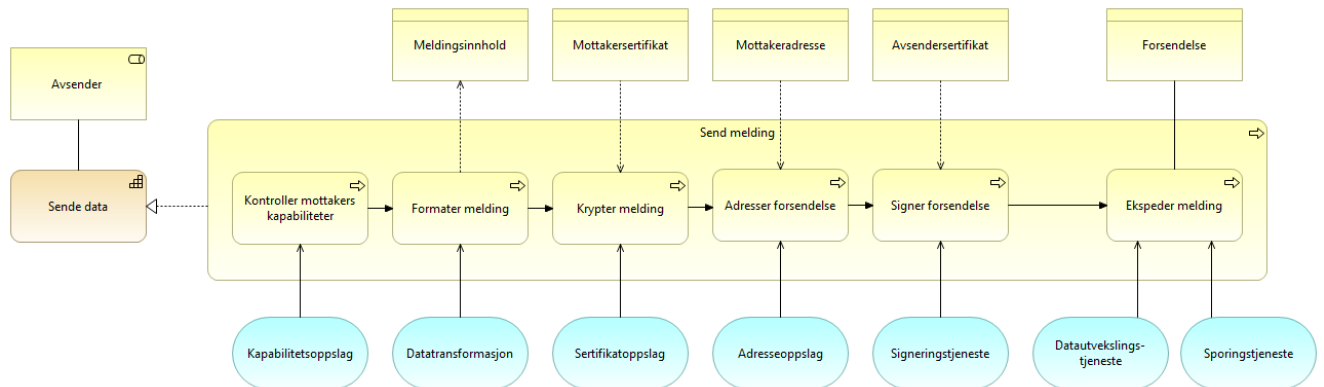 Meldingsinnhold
Mottakersertifikat
Mottakeradresse
Avsendersertifikat
Forsendelse
Avsender
Send melding
Sende data
Kontroller mottakers
kapabiliteter
Formater melding
Krypter melding
Adresser forsendelse
Signer forsendelse
Ekspeder melding
Kapabilitetsoppslag
Datatransformasjon
Sertifikatoppslag
Adresseoppslag
Signeringstjeneste
Datautvekslings-
tjeneste
Sporingstjeneste